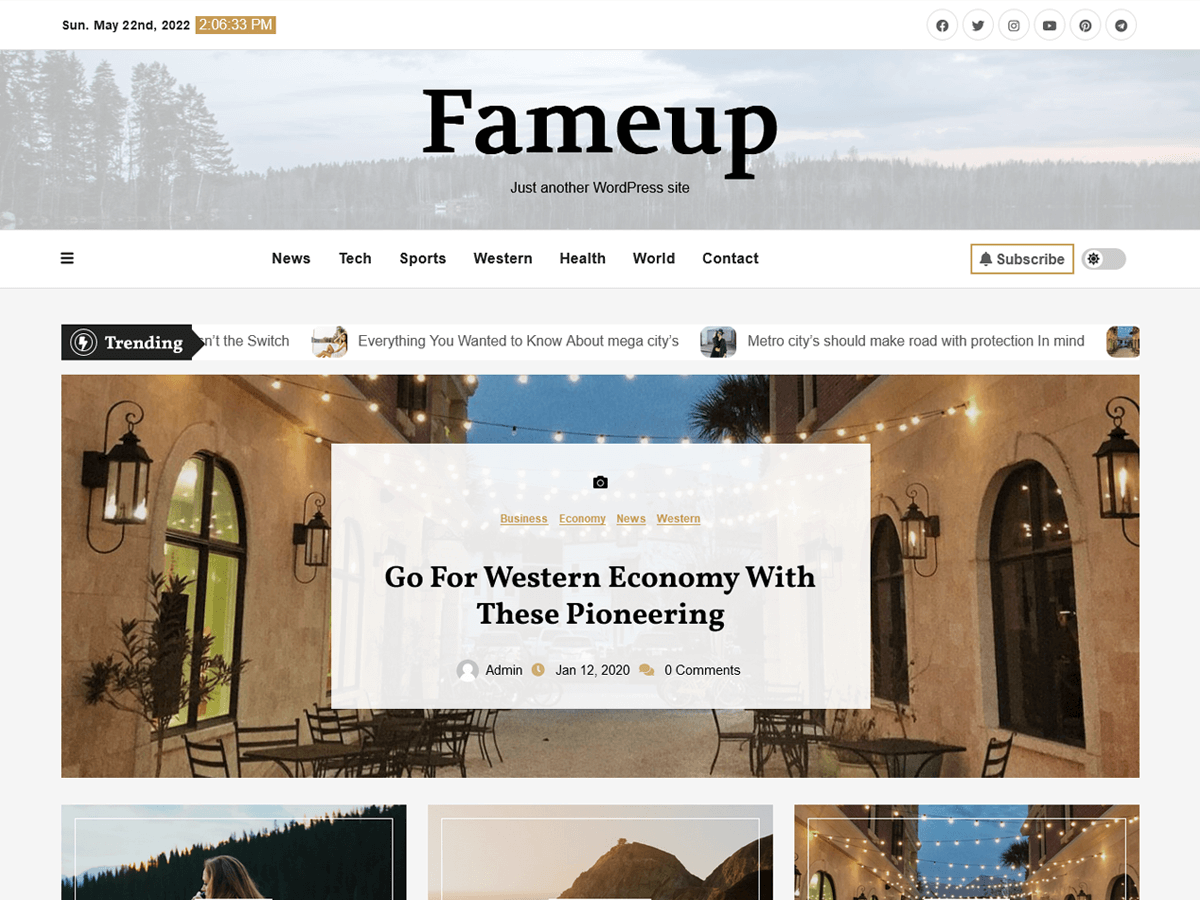 Sun. May 22nd, 2022 2:06:33 PM
Fameup
Just another WordPress site
News Tech Sports Western Health World Contact
Subscribe
Trending
n't the Switch Everything You Wanted to Know About mega city's Metro city's should make road with protection In mind
Business Economy News Western
Go For Western Economy With
These Pioneering
Admin Jan 12, 2020 0 Comments